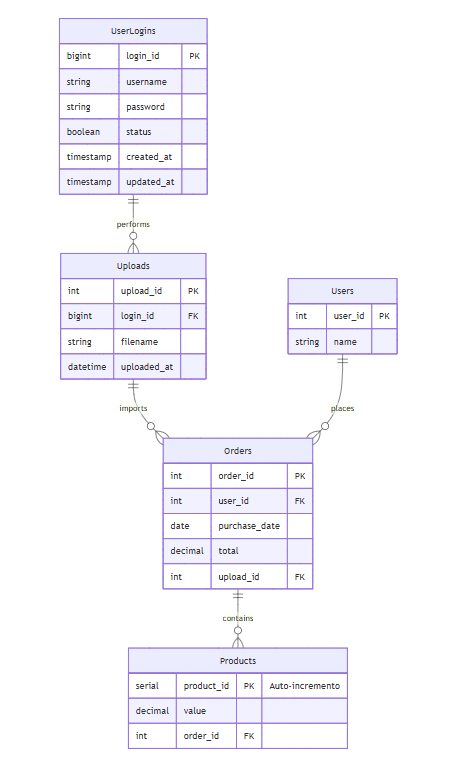 UserLogins
bigint login_id PK
string username
string password
boolean status
timestamp created_at
timestamp updated_at
performs
Uploads
int upload_id PK
bigint login_id FK
string filename
datetime uploaded_at
Users
int user_id PK
string name
imports
places
Orders
int order_id PK
int user_id FK
date purchase_date
decimal total
int upload_id FK
contains
Products
serial product_id PK Auto-incremento
decimal value
int order_id FK